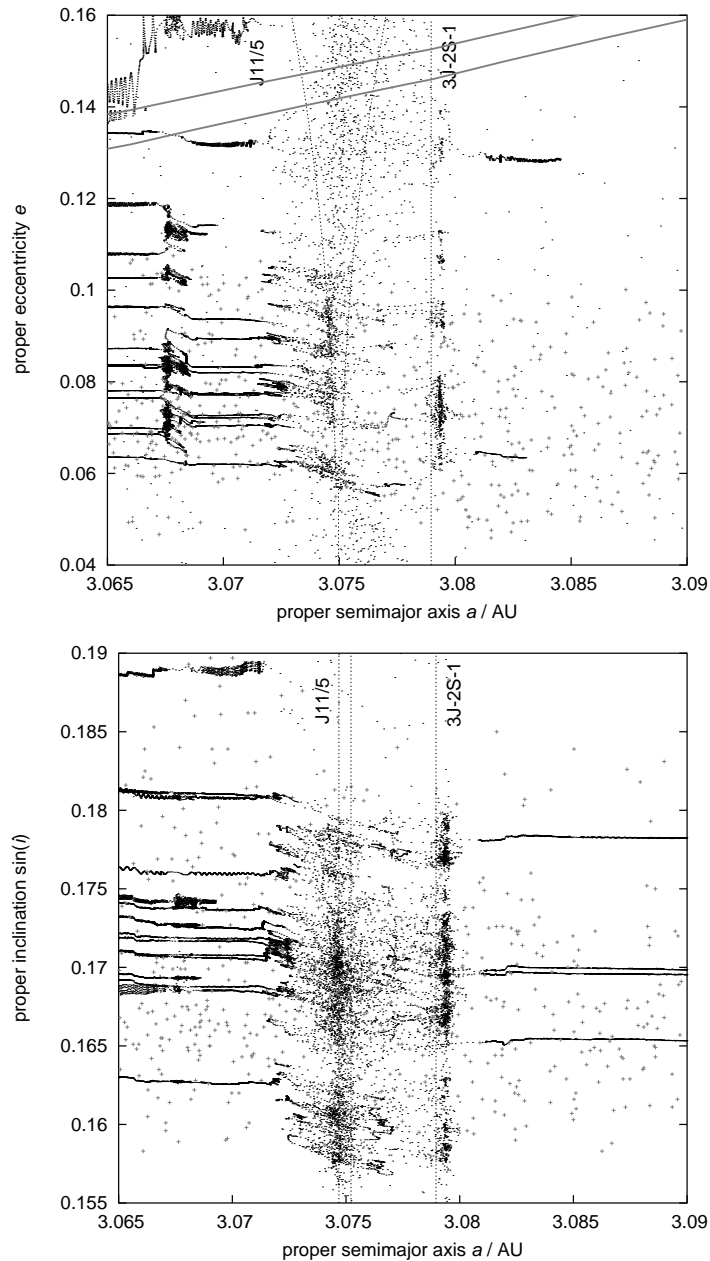 0.16
0.14
0.12
0.1
0.08
0.06
0.04
proper eccentricity e
J11/5
3J-2S-1
3.065 3.07 3.075 3.08 3.085 3.09
proper semimajor axis a / AU
0.19
0.185
0.18
0.175
0.17
0.165
0.16
0.155
proper inclination sin(I)
J11/5
3J-2S-1
3.065 3.07 3.075 3.08 3.085 3.09
proper semimajor axis a / AU